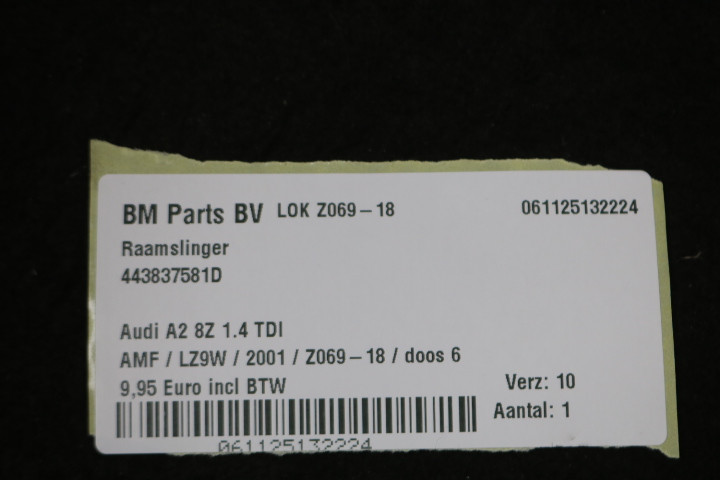 BM Parts BV LOK Z069-18 061125132224
Raamslinger
443837581D
Audi A2 8Z 1.4 TDI
AMF / LZ9W / 2001 / Z069-18 / doos 6
9,95 Euro incl BTW Verz: 10
Aantal: 1
061125132224